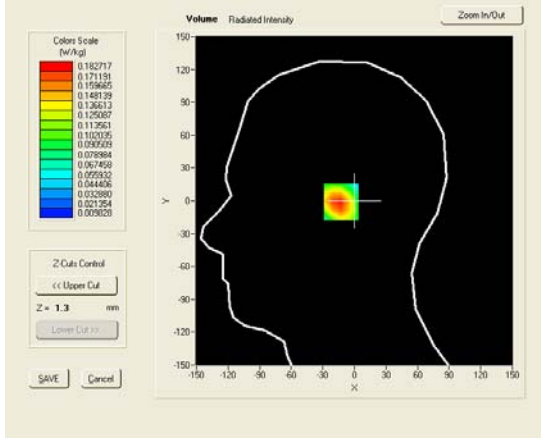 Volume Radiated Intensity
Zoom In/Out
Colors Scale
(W/kg)
0.182717
0.171191
0.159665
0.148139
0.136613
0.125087
0.113561
0.102035
0.090509
0.078984
0.067458
0.055932
0.044406
0.032880
0.021354
0.009828
Z-Cuts Control
<< Upper Cut
Z = 1.3 mm
Lower Cut >>
SAVE Cancel
150
120
90
60
30
0
-30
-60
-90
-120
-150
Y
-150 -120 -90 -60 -30 0 30 60 90 120 150
X